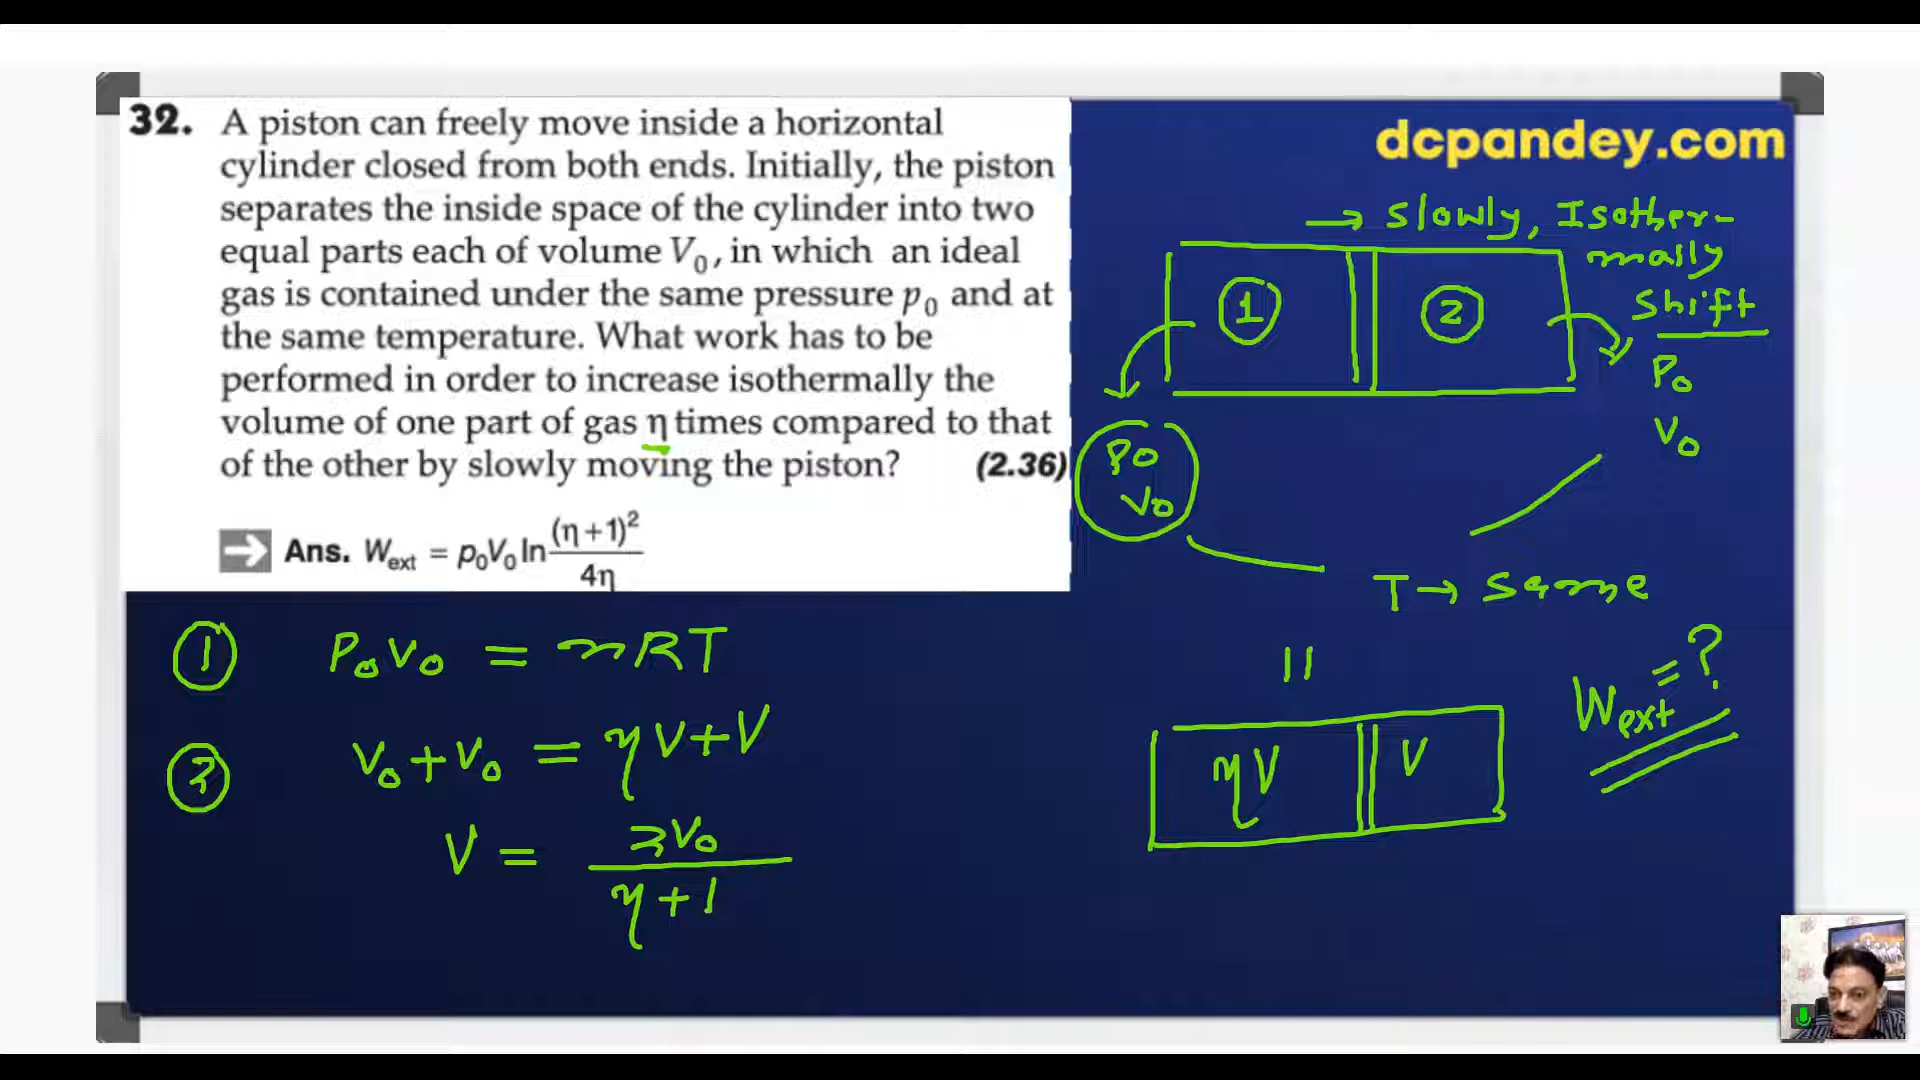 32. A piston can freely move inside a horizontal
cylinder closed from both ends. Initially, the piston
separates the inside space of the cylinder into two
equal parts each of volume V₀, in which an ideal
gas is contained under the same pressure p₀ and at
the same temperature. What work has to be
performed in order to increase isothermally the
volume of one part of gas η times compared to that
of the other by slowly moving the piston? (2.36)
Ans. W_ext = p₀V₀ ln (η+1)²/4η
dcpandey.com
→ Slowly, Isother-
mally
Shift
① ②
P₀
V₀
P₀
V₀
T → Same
① P₀V₀ = nRT
② V₀ + V₀ = ηV + V
V = 2V₀/η+1
=
ηV V
W_ext = ?